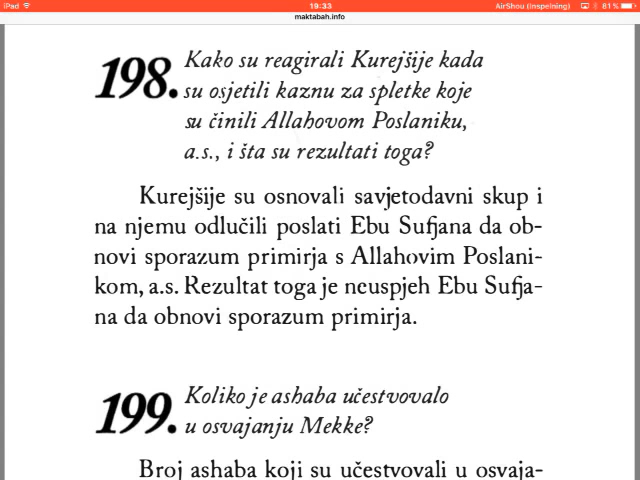 iPad 19:33 AirShou (Inspelning) 81 %
maktabah.info
198. Kako su reagirali Kurejšije kada
su osjetili kaznu za spletke koje
su činili Allahovom Poslaniku,
a.s., i šta su rezultati toga?
Kurejšije su osnovali savjetodavni skup i
na njemu odlučili poslati Ebu Sufjana da ob-
novi sporazum primirja s Allahovim Poslani-
kom, a.s. Rezultat toga je neuspjeh Ebu Sufja-
na da obnovi sporazum primirja.
199. Koliko je ashaba učestvovalo
u osvajanju Mekke?
Broj ashaba koji su učestvovali u osvaja-